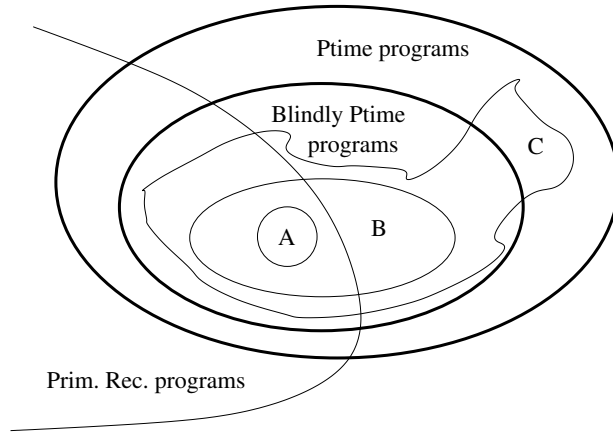 Ptime programs
Blindly Ptime
programs
C
B
A
Prim. Rec. programs